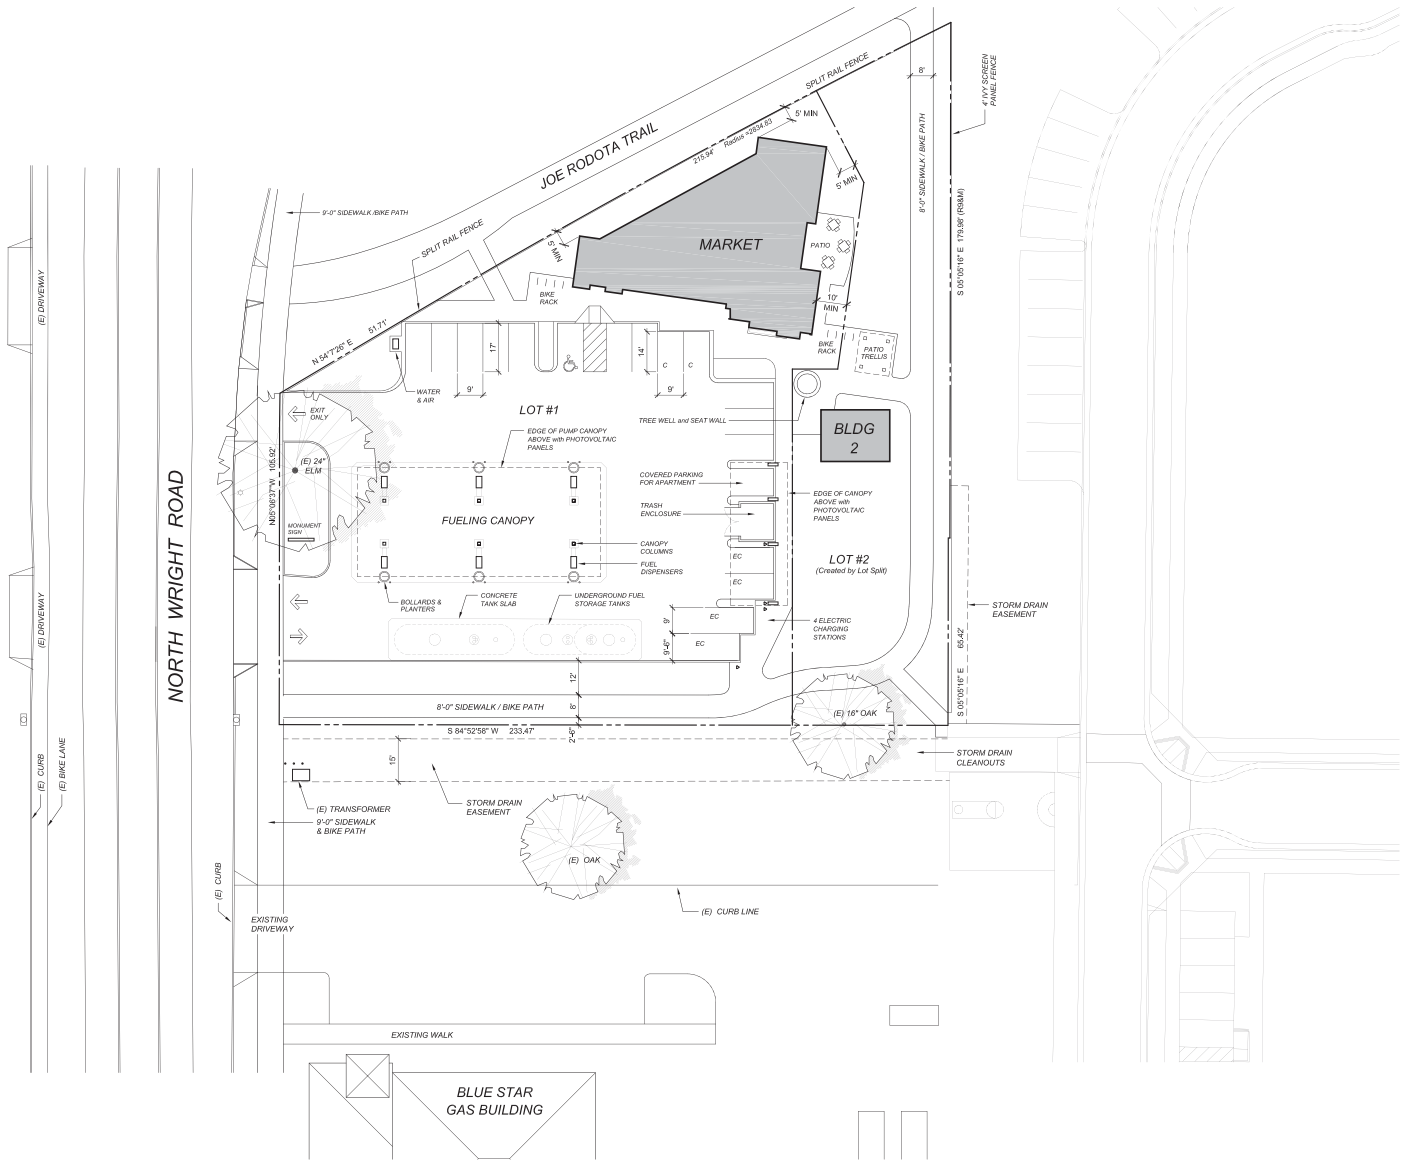 SPLIT RAIL FENCE
8'
4' IVY SCREEN
PANEL FENCE
5' MIN
Radius =2834.83
215.94'
JOE RODOTA TRAIL
8'-0" SIDEWALK / BIKE PATH
5' MIN
9'-0" SIDEWALK /BIKE PATH
SPLIT RAIL FENCE
5' MIN
MARKET
PATIO
S 05°05'16" E 179.98' (R9&M)
(E) DRIVEWAY
BIKE
RACK
10'
MIN
N 54°7'26" E
51.71'
17'
14'
C
C
BIKE
RACK
PATIO
TRELLIS
WATER
& AIR
9'
9'
EXIT
ONLY
LOT #1
TREE WELL and SEAT WALL
BLDG
2
EDGE OF PUMP CANOPY
ABOVE with PHOTOVOLTAIC
PANELS
(E) 24"
ELM
N05°06'37"W 105.92'
COVERED PARKING
FOR APARTMENT
EDGE OF CANOPY
ABOVE with
PHOTOVOLTAIC
PANELS
TRASH
ENCLOSURE
MONUMENT
SIGN
FUELING CANOPY
CANOPY
COLUMNS
EC
LOT #2
(Created by Lot Split)
FUEL
DISPENSERS
EC
NORTH WRIGHT ROAD
(E) DRIVEWAY
BOLLARDS &
PLANTERS
CONCRETE
TANK SLAB
UNDERGROUND FUEL
STORAGE TANKS
STORM DRAIN
EASEMENT
9'
EC
4 ELECTRIC
CHARGING
STATIONS
9'-6"
EC
S 05°05'16" E 65.42'
12'
8'-0" SIDEWALK / BIKE PATH
8'
(E) 16" OAK
S 84°52'58" W 233.47'
2'-6"
15'
STORM DRAIN
CLEANOUTS
(E) CURB
(E) BIKE LANE
STORM DRAIN
EASEMENT
(E) TRANSFORMER
9'-0" SIDEWALK
& BIKE PATH
(E) OAK
(E) CURB
(E) CURB LINE
EXISTING
DRIVEWAY
EXISTING WALK
BLUE STAR
GAS BUILDING